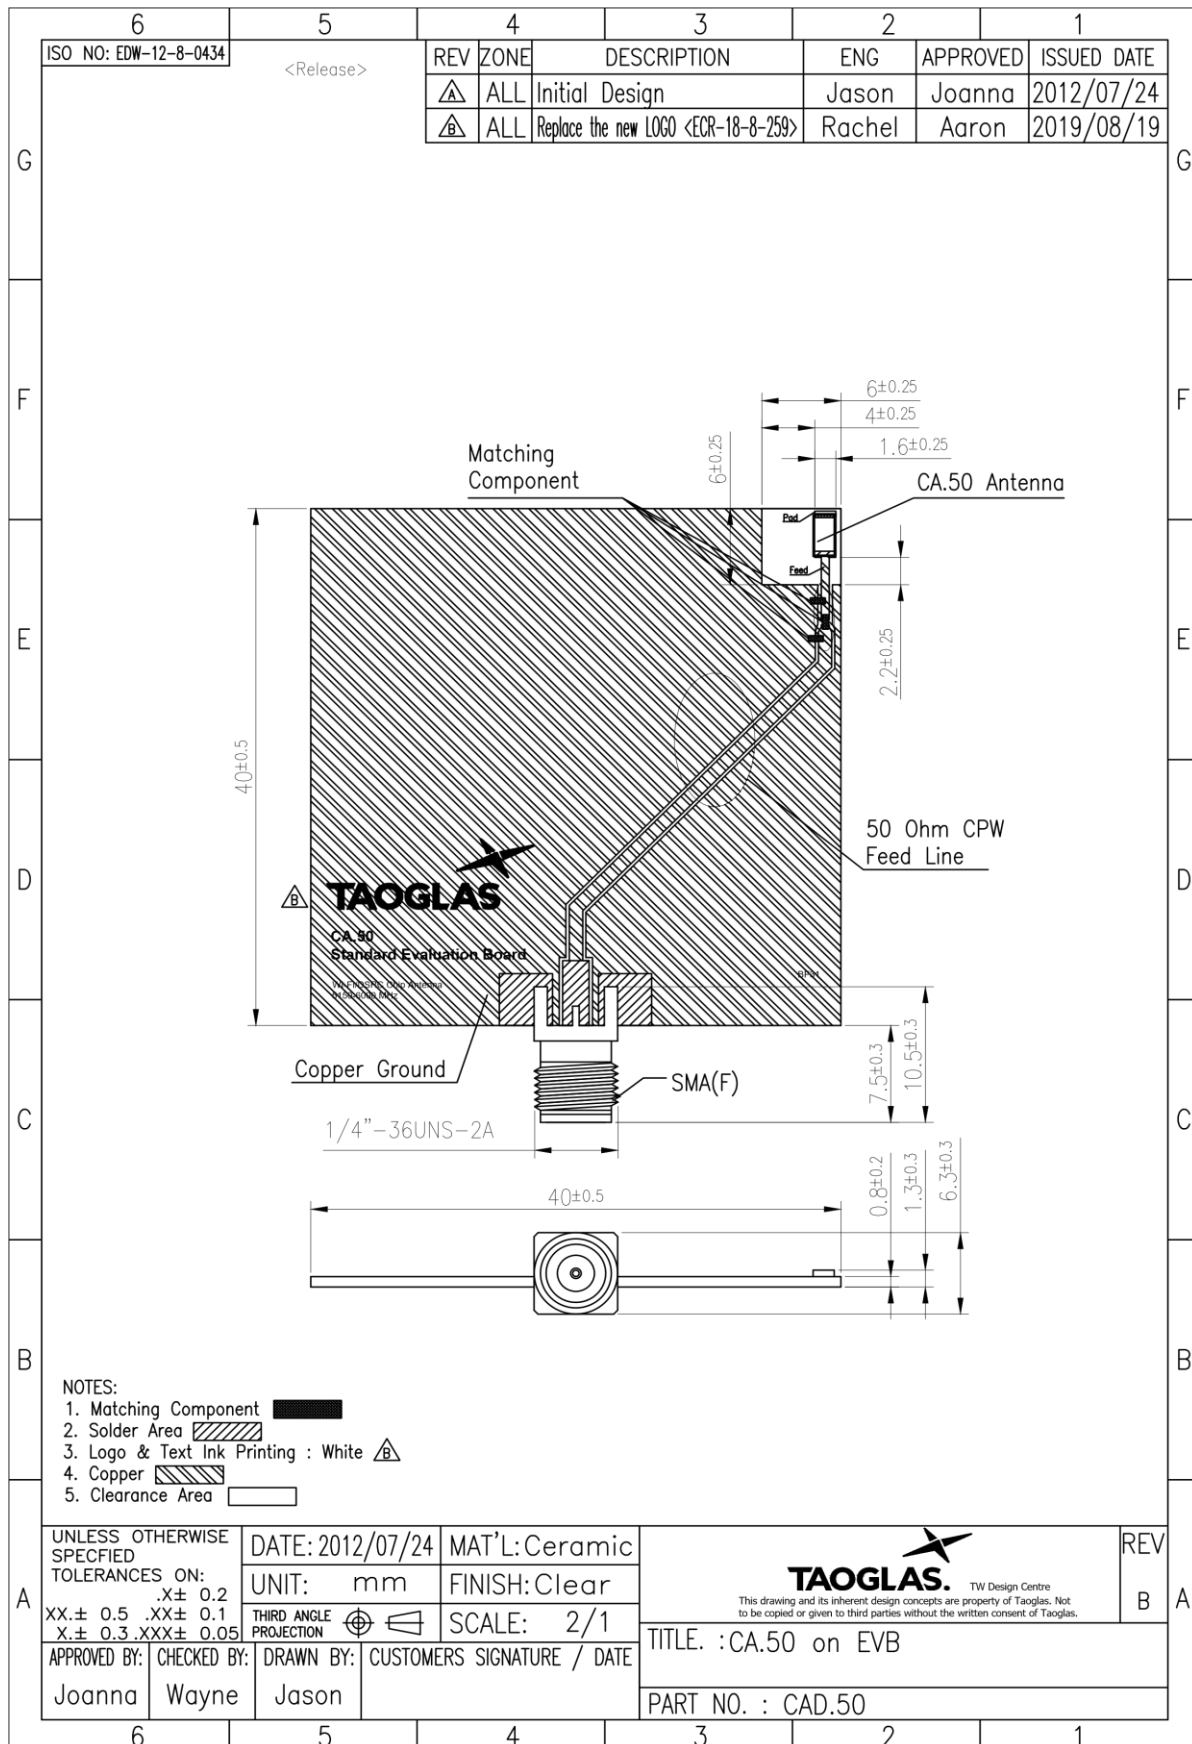 6 5 4 3 2 1
ISO NO: EDW-12-8-0434
<Release>
REV ZONE DESCRIPTION ENG APPROVED ISSUED DATE
A ALL Initial Design Jason Joanna 2012/07/24
B ALL Replace the new LOGO <ECR-18-8-259> Rachel Aaron 2019/08/19
G G
F F
6±0.25
4±0.25
1.6±0.25
6±0.25
Matching
Component
CA.50 Antenna
Pad
Feed
E E
2.2±0.25
40±0.5
50 Ohm CPW
Feed Line
D D
B
TAOGLAS
CA.50
Standard Evaluation Board
Copper Ground
SMA(F)
7.5±0.3
10.5±0.3
C C
1/4"-36UNS-2A
40±0.5
0.8±0.2
1.3±0.3
6.3±0.3
B B
NOTES:
1. Matching Component
2. Solder Area
3. Logo & Text Ink Printing : White B
4. Copper
5. Clearance Area
UNLESS OTHERWISE
SPECFIED
TOLERANCES ON:
.X± 0.2
XX.± 0.5 .XX± 0.1
X.± 0.3 .XXX± 0.05
DATE: 2012/07/24 MAT'L: Ceramic
UNIT: mm FINISH: Clear
THIRD ANGLE
PROJECTION
SCALE: 2/1
TAOGLAS. TW Design Centre
This drawing and its inherent design concepts are property of Taoglas. Not
to be copied or given to third parties without the written consent of Taoglas.
REV
B
A A
TITLE. : CA.50 on EVB
APPROVED BY: CHECKED BY: DRAWN BY: CUSTOMERS SIGNATURE / DATE
Joanna Wayne Jason
PART NO. : CAD.50
6 5 4 3 2 1